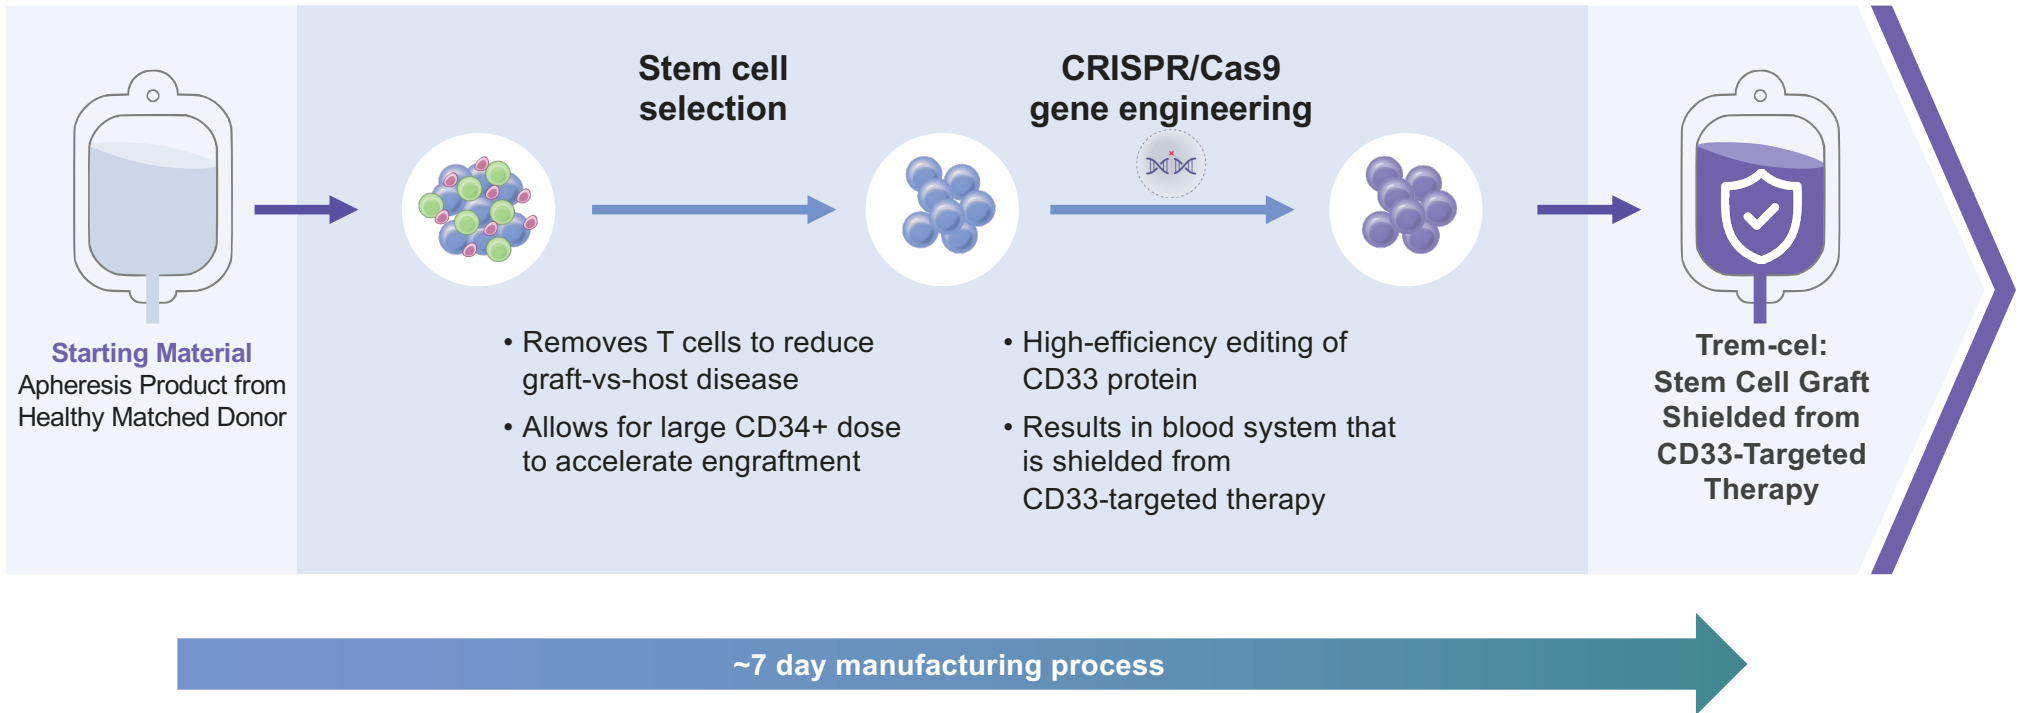 Stem cell
selection
CRISPR/Cas9
gene engineering
Starting Material
Apheresis Product from
Healthy Matched Donor
• Removes T cells to reduce
graft-vs-host disease
• Allows for large CD34+ dose
to accelerate engraftment
• High-efficiency editing of
CD33 protein
• Results in blood system that
is shielded from
CD33-targeted therapy
Trem-cel:
Stem Cell Graft
Shielded from
CD33-Targeted
Therapy
~7 day manufacturing process